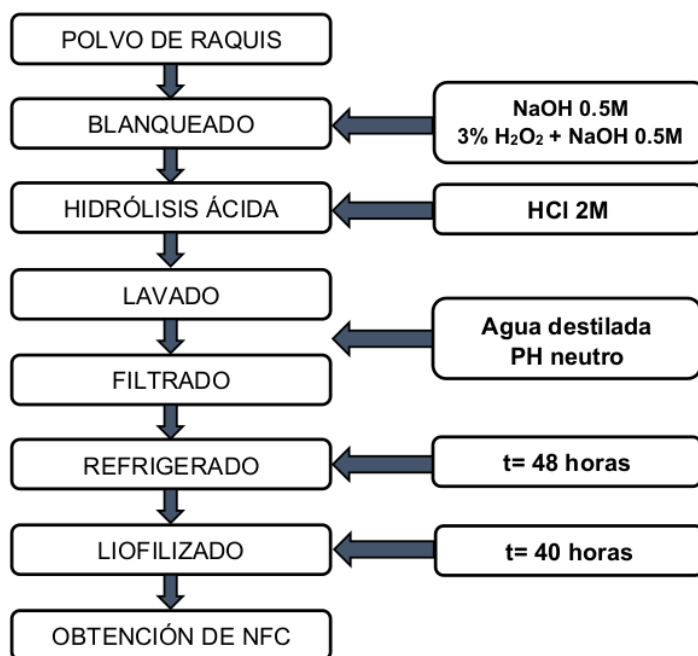 POLVO DE RAQUIS
BLANQUEADO
NaOH 0.5M
3% H₂O₂ + NaOH 0.5M
HIDRÓLISIS ÁCIDA
HCl 2M
LAVADO
Agua destilada
PH neutro
FILTRADO
REFRIGERADO
t= 48 horas
LIOFILIZADO
t= 40 horas
OBTENCIÓN DE NFC